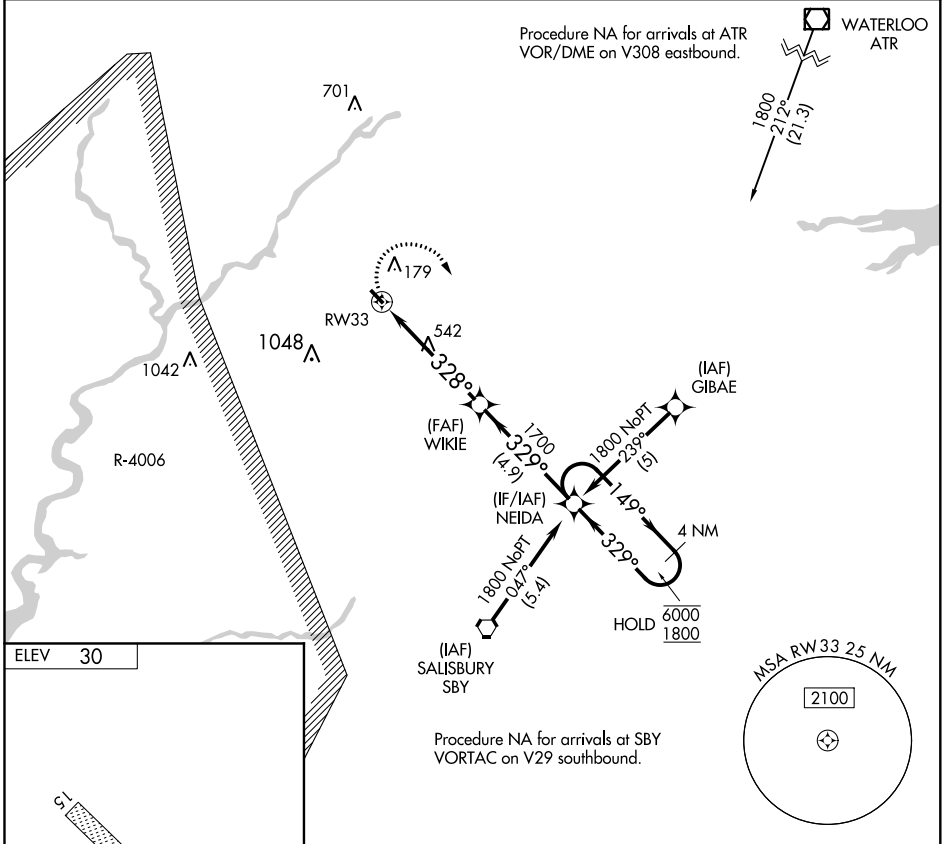 Procedure NA for arrivals at ATR
VOR/DME on V308 eastbound.
WATERLOO
ATR
1800
212°
(21.3)
701
179
RW33
542
1048
1042
328°
(IAF)
GIBAE
(FAF)
WIKIE
1700
329°
(4.9)
1800 NoPT
239°
(5)
R-4006
(IF/IAF)
NEIDA
149°
4 NM
329°
1800 NoPT
047°
(5.4)
HOLD
6000
1800
(IAF)
SALISBURY
SBY
ELEV 30
MSA RW33 25 NM
2100
Procedure NA for arrivals at SBY
VORTAC on V29 southbound.
15